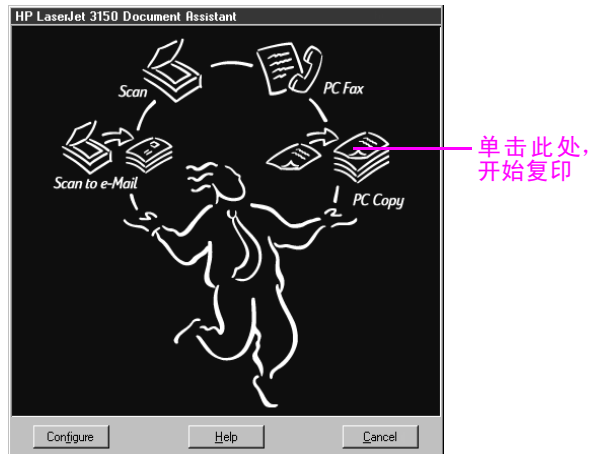 HP LaserJet 3150 Document Assistant
Scan
PC Fax
Scan to e-Mail
PC Copy
单击此处，
开始复印
Configure
Help
Cancel